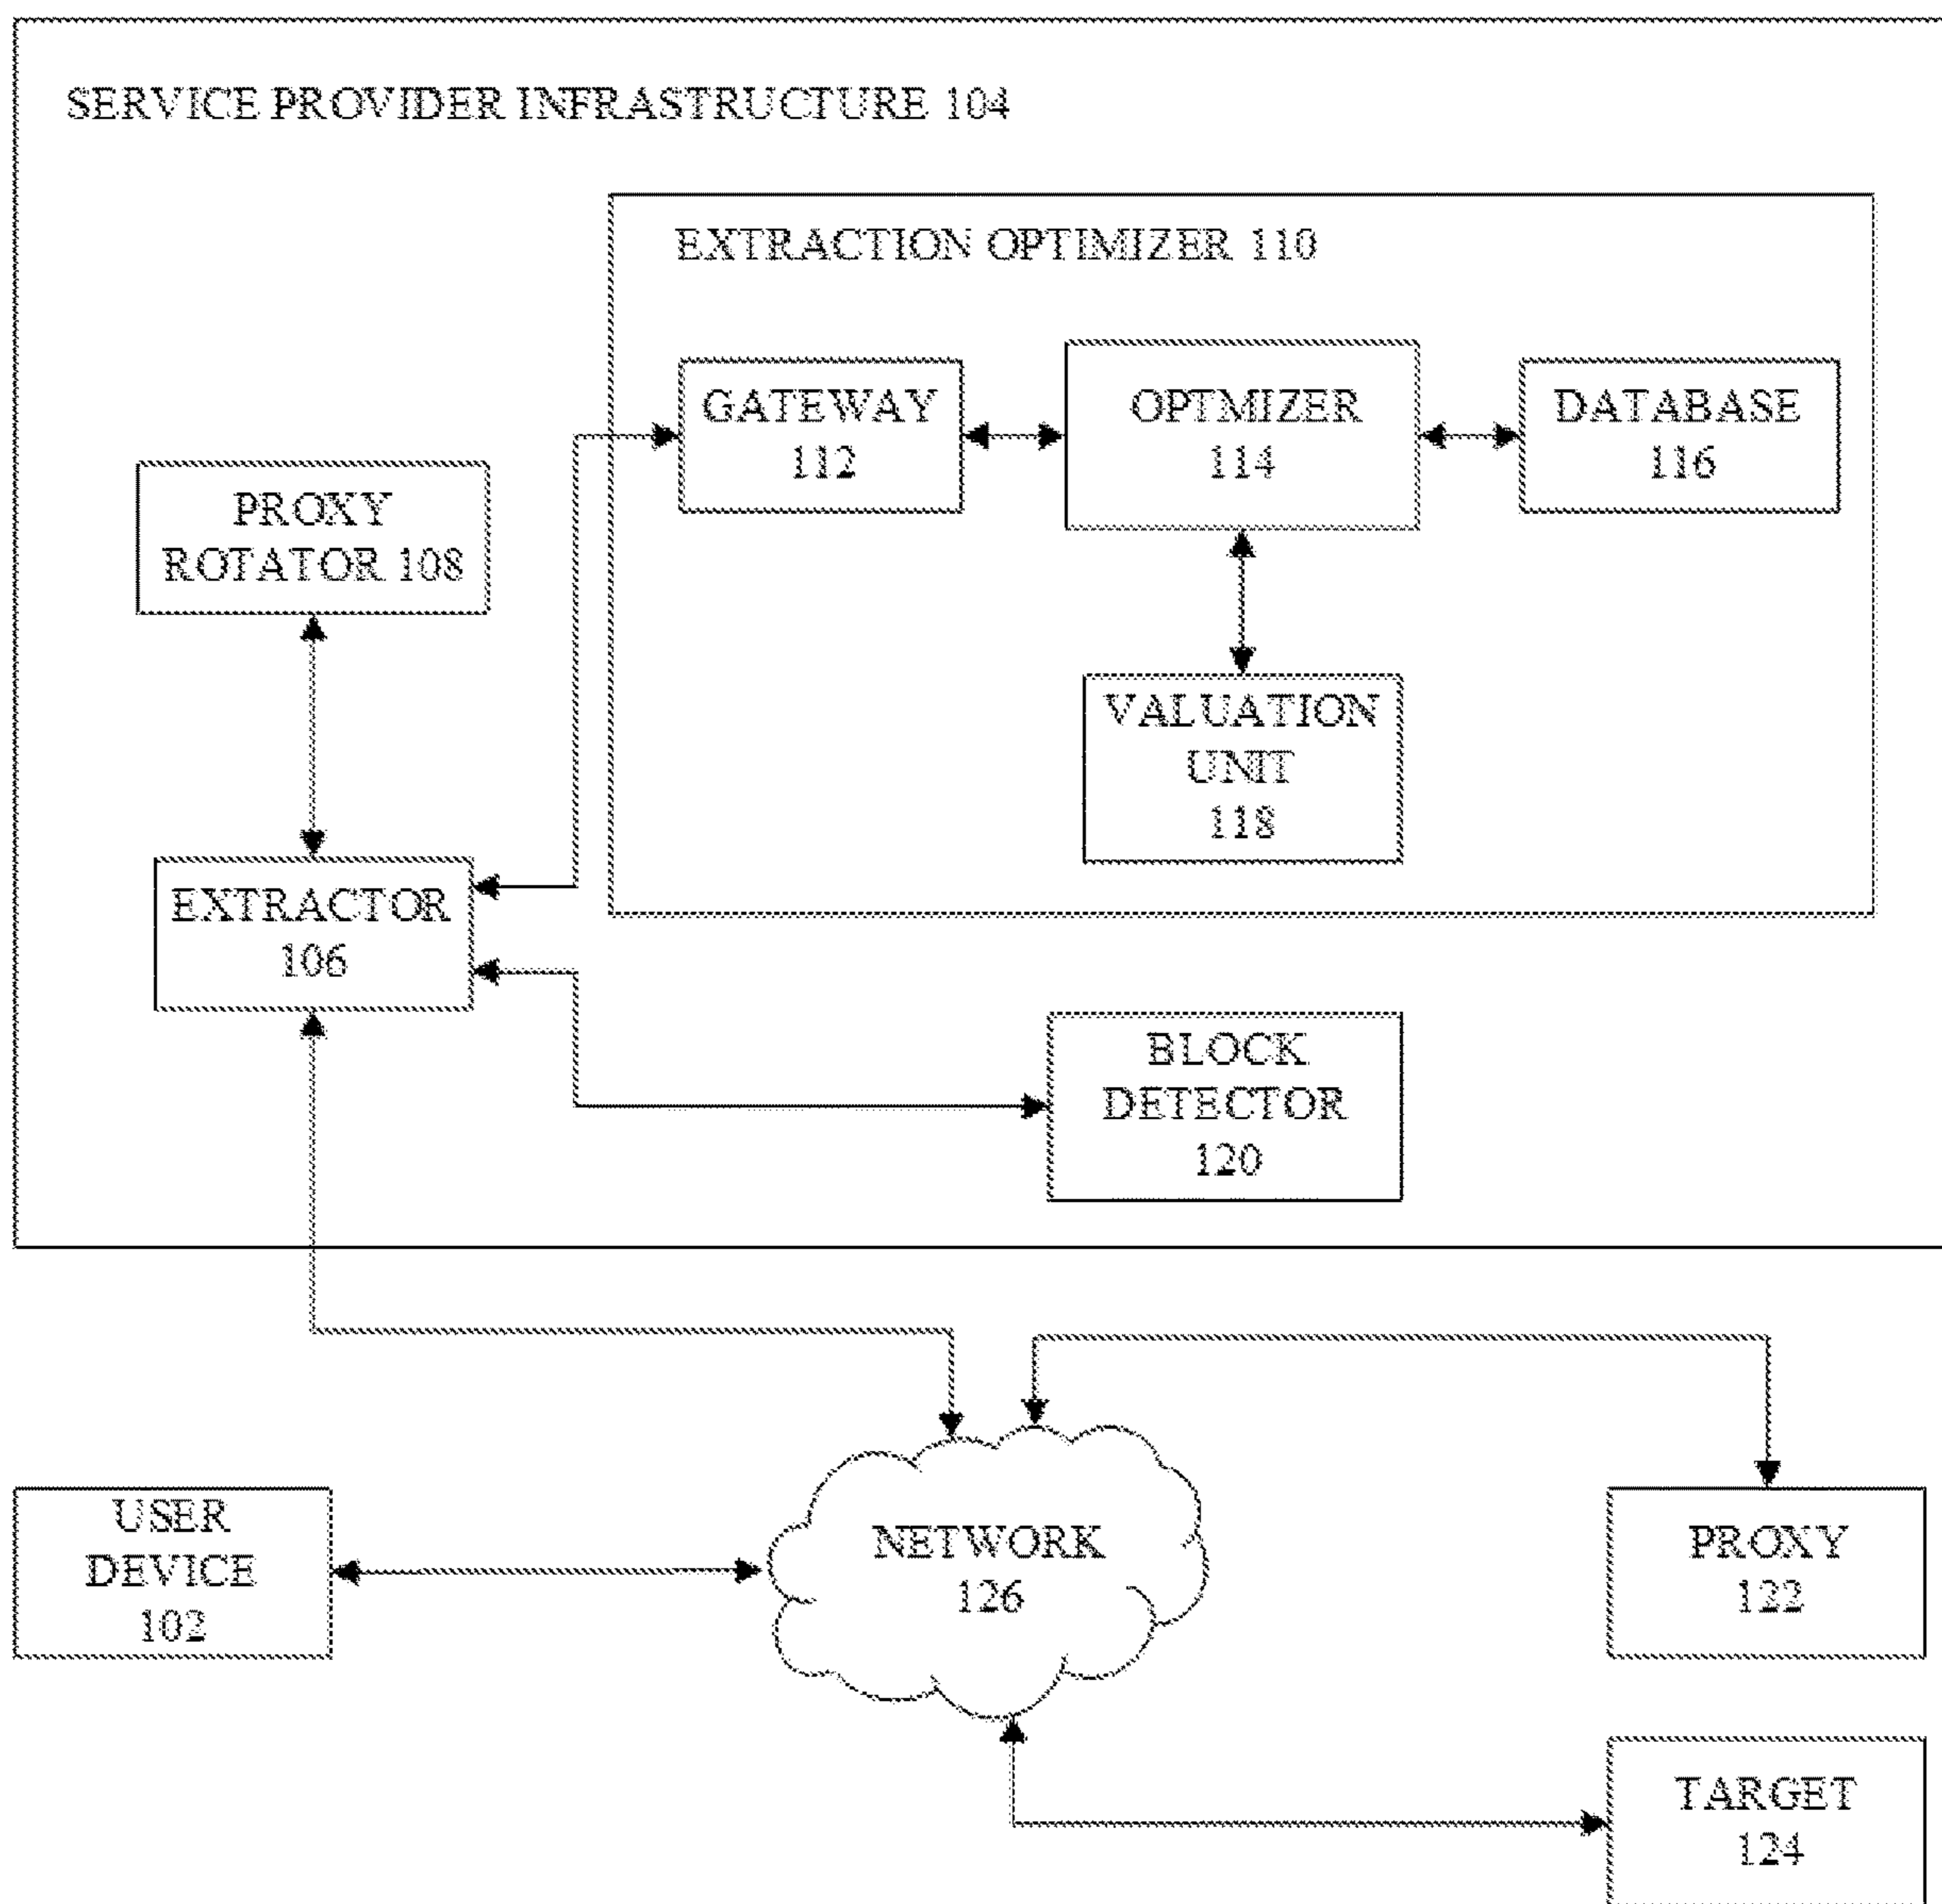 SERVICE PROVIDER INFRASTRUCTURE 104
EXTRACTION OPTIMIZER 110
GATEWAY
112
OPTMIZER
114
DATABASE
116
PROXY
ROTATOR 108
VALUATION
UNIT
118
EXTRACTOR
106
BLOCK
DETECTOR
120
USER
DEVICE
102
NETWORK
126
PROXY
122
TARGET
124